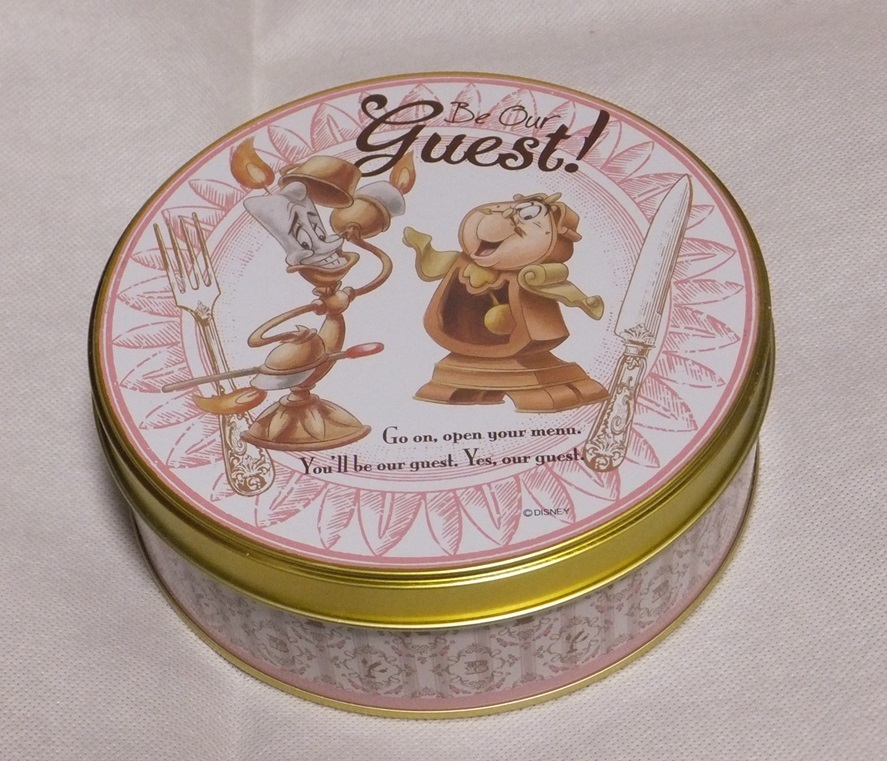 Be Our
Guest!
Go on, open your menu.
You'll be our guest. Yes, our guest.
©DISNEY